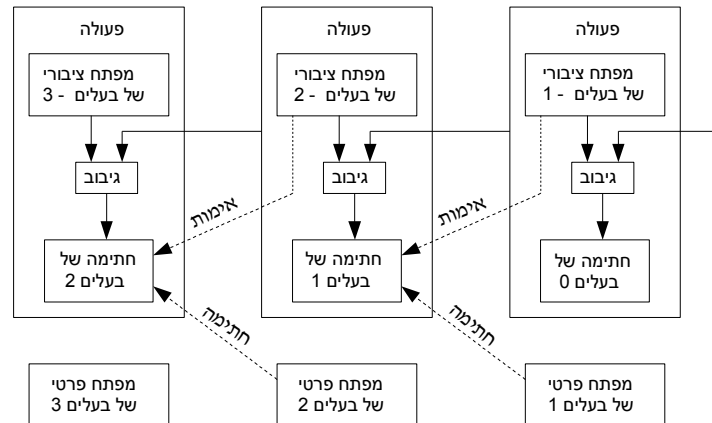 פעולה
מפתח ציבורי
של בעלים - 1
גיבוב
חתימה של
בעלים 0
פעולה
מפתח ציבורי
של בעלים - 2
גיבוב
אימות
חתימה של
בעלים 1
חתימה
פעולה
מפתח ציבורי
של בעלים - 3
גיבוב
אימות
חתימה של
בעלים 2
חתימה
מפתח פרטי
של בעלים 1
מפתח פרטי
של בעלים 2
מפתח פרטי
של בעלים 3